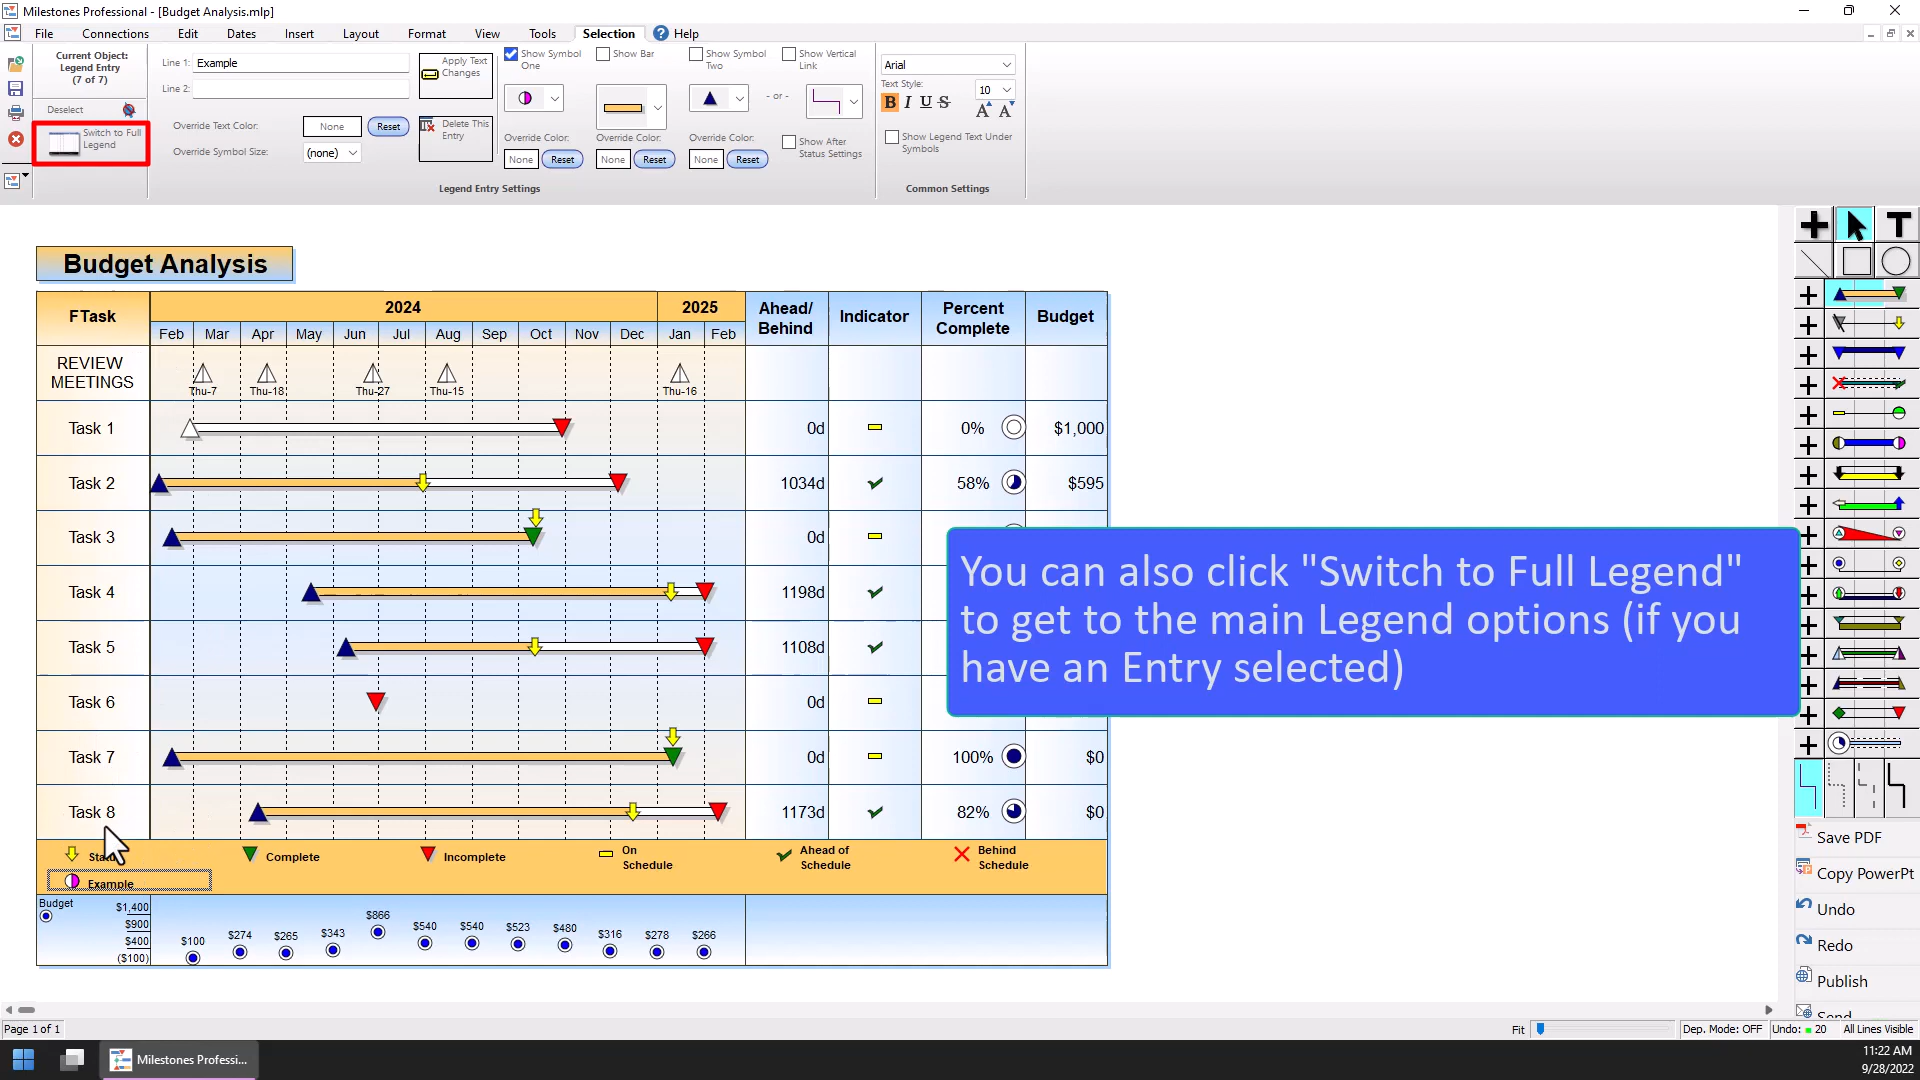 Milestones Professional - [Budget Analysis.mlp]
File Connections Edit Dates Insert Layout Format View Tools Selection Help
Current Object:
Legend Entry
(7 of 7)
Deselect
Switch to Full
Legend
Line 1: Example
Line 2:
Override Text Color: None Reset
Override Symbol Size: (none)
Apply Text
Changes
Delete This
Entry
Legend Entry Settings
Show Symbol
One
Show Bar
Show Symbol
Two
Show Vertical
Link
- or -
Override Color:
None Reset
Override Color:
None Reset
Override Color:
None Reset
Show After
Status Settings
Arial
Text Style: 10
B I U S A A
Show Legend Text Under
Symbols
Common Settings
Budget Analysis
FTask
2024 2025
Feb Mar Apr May Jun Jul Aug Sep Oct Nov Dec Jan Feb
Ahead/
Behind
Indicator
Percent
Complete
Budget
REVIEW
MEETINGS
Thu-7 Thu-18 Thu-27 Thu-15 Thu-16
Task 1 0d 0% $1,000
Task 2 1034d 58% $595
Task 3 0d
Task 4 1198d
Task 5 1108d
Task 6 0d
Task 7 0d 100% $0
Task 8 1173d 82% $0
You can also click "Switch to Full Legend"
to get to the main Legend options (if you
have an Entry selected)
Complete
Incomplete
On
Schedule
Ahead of
Schedule
Behind
Schedule
Example
Budget
$1,400
$900
$400
($100)
$100 $274 $265 $343 $866 $540 $540 $523 $480 $316 $278 $266
T
Save PDF
Copy PowerPt
Undo
Redo
Publish
Send
Page 1 of 1
Fit
Dep. Mode: OFF Undo: 20 All Lines Visible
Milestones Professi...
11:22 AM
9/28/2022